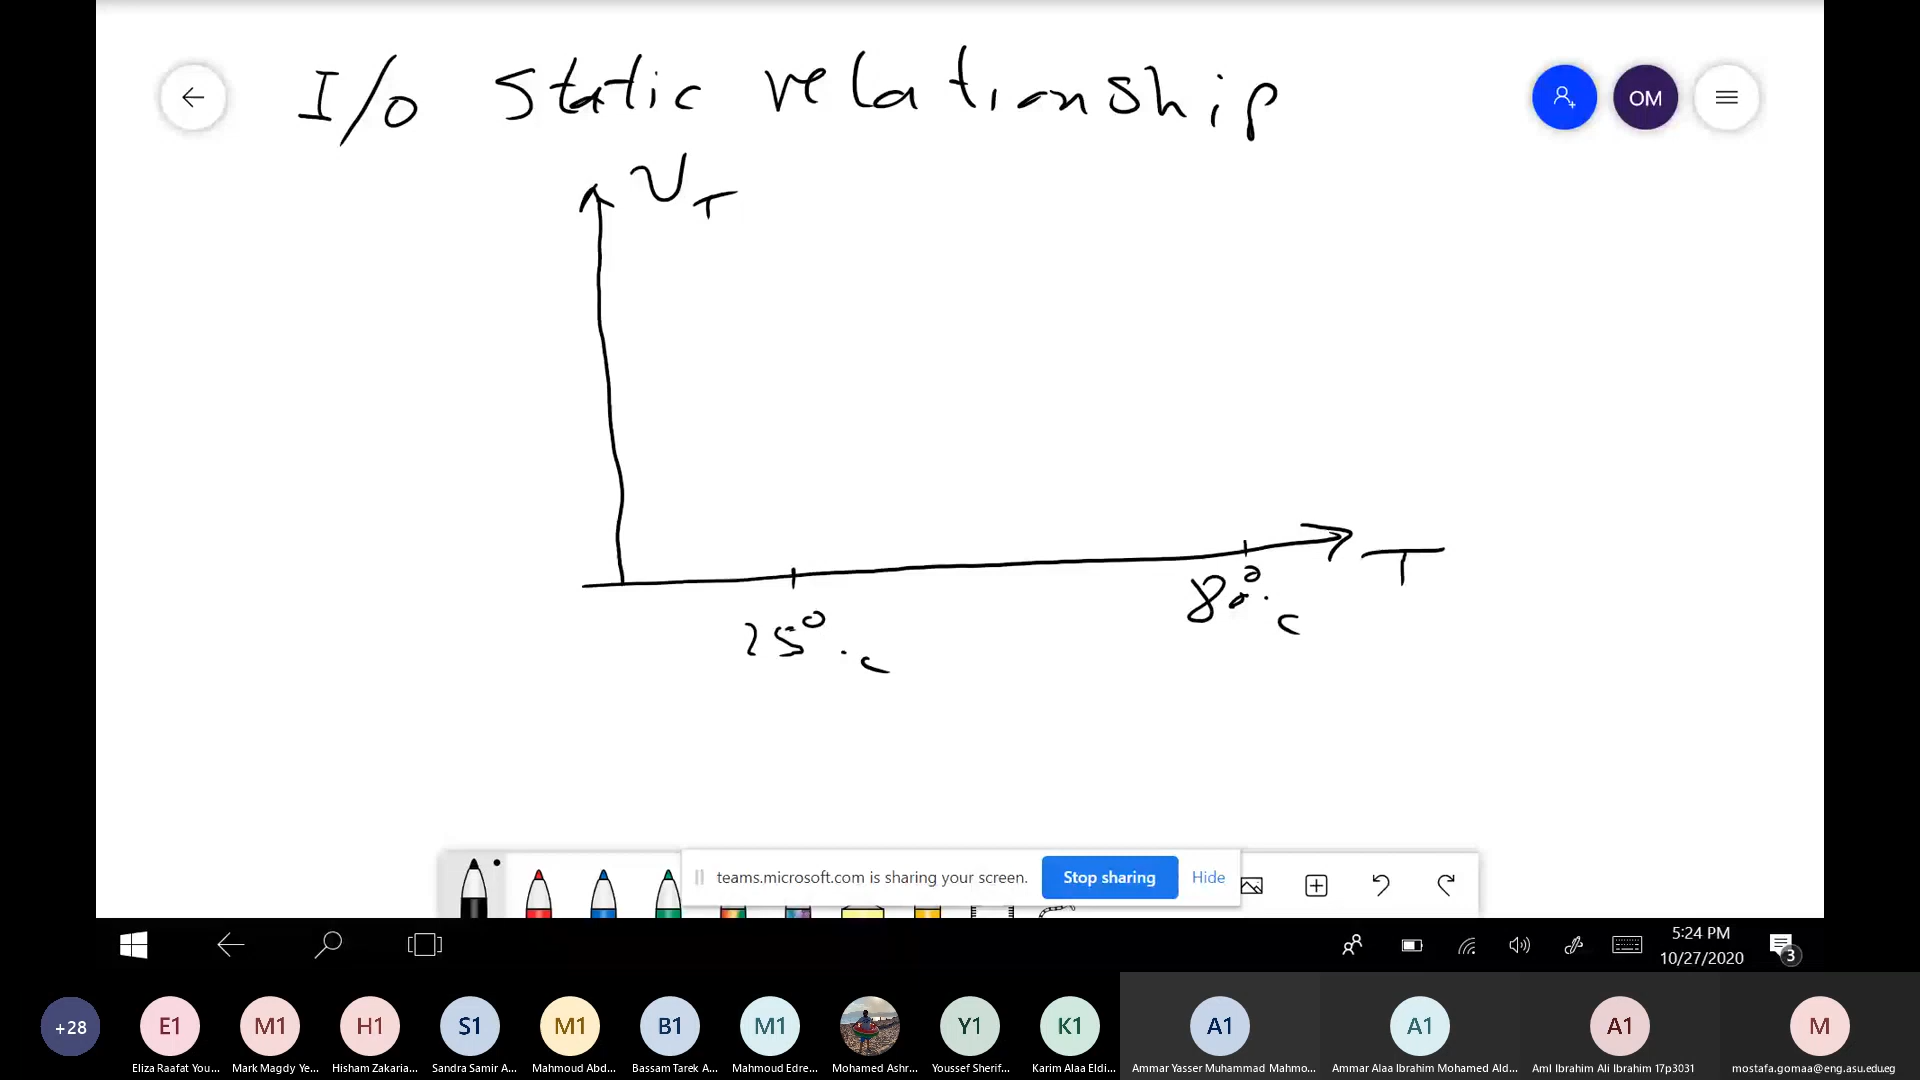 I/O Static relationship
OM
V_T
T
25° . c
80° . c
teams.microsoft.com is sharing your screen. Stop sharing Hide
5:24 PM
10/27/2020
3
+28 E1 M1 H1 S1 M1 B1 M1 Y1 K1 A1 A1 A1 M
Eliza Raafat You... Mark Magdy Ye... Hisham Zakaria... Sandra Samir A... Mahmoud Abd... Bassam Tarek A... Mahmoud Edre... Mohamed Ashr... Youssef Sherif... Karim Alaa Eldi... Ammar Yasser Muhammad Mahmo... Ammar Alaa Ibrahim Mohamed Ald... Aml Ibrahim Ali Ibrahim 17p3031 mostafa.gomaa@eng.asu.edu.eg